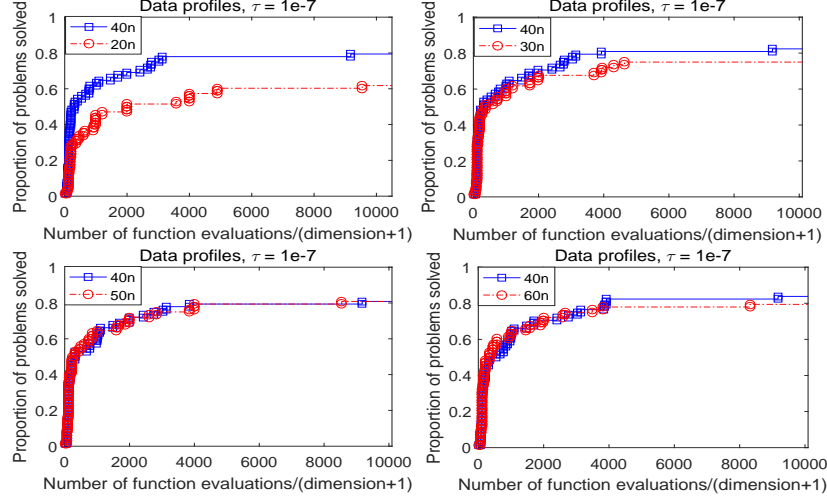 Data profiles, τ = 1e-7
40n
20n
Proportion of problems solved
1
0.8
0.6
0.4
0.2
0
0 2000 4000 6000 8000 10000
Number of function evaluations/(dimension+1)
Data profiles, τ = 1e-7
40n
30n
Proportion of problems solved
1
0.8
0.6
0.4
0.2
0
0 2000 4000 6000 8000 10000
Number of function evaluations/(dimension+1)
Data profiles, τ = 1e-7
40n
50n
Proportion of problems solved
1
0.8
0.6
0.4
0.2
0
0 2000 4000 6000 8000 10000
Number of function evaluations/(dimension+1)
Data profiles, τ = 1e-7
40n
60n
Proportion of problems solved
1
0.8
0.6
0.4
0.2
0
0 2000 4000 6000 8000 10000
Number of function evaluations/(dimension+1)